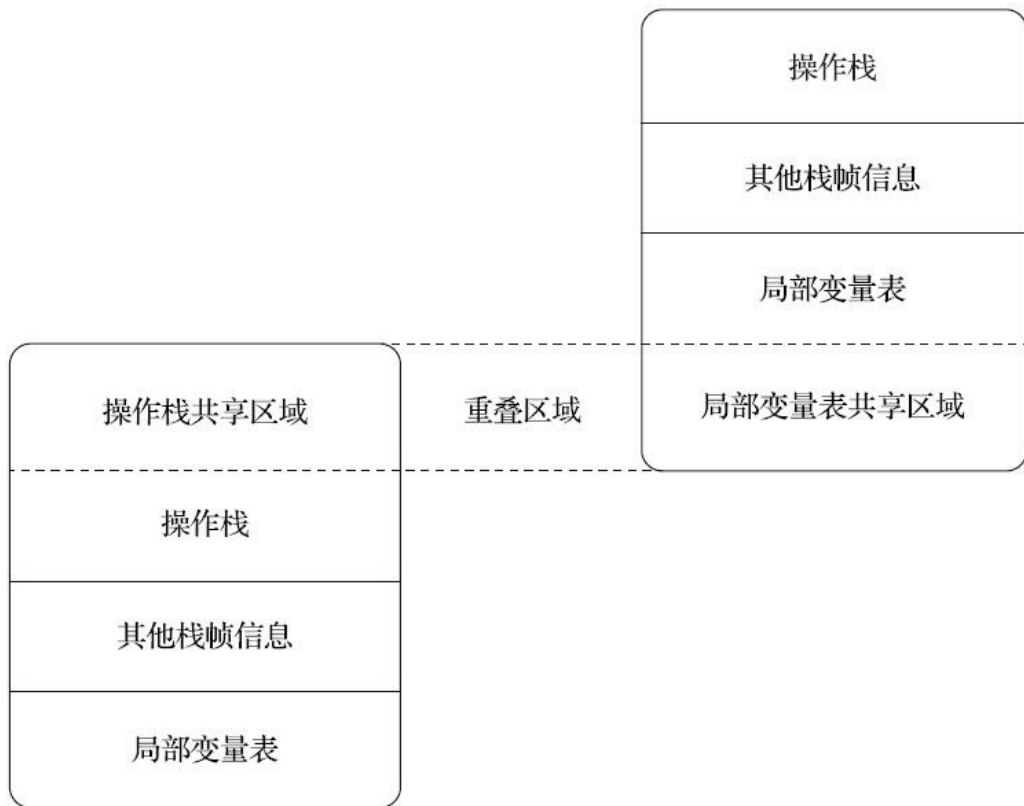 操作栈
其他栈帧信息
局部变量表
操作栈共享区域
重叠区域
局部变量表共享区域
操作栈
其他栈帧信息
局部变量表